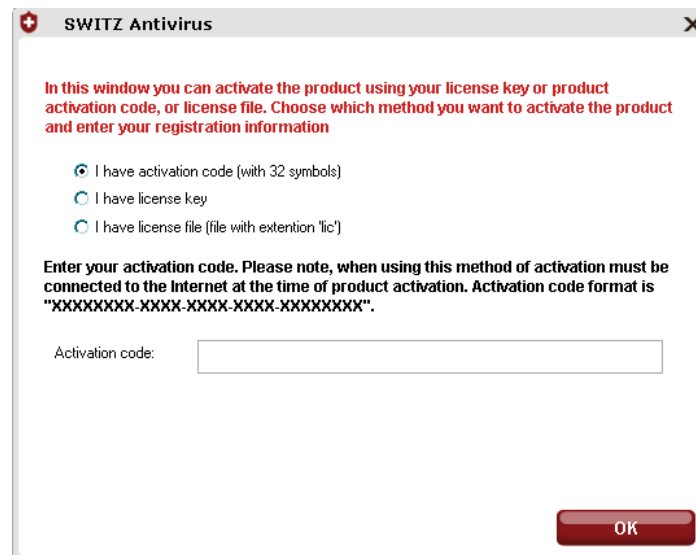 SWITZ Antivirus
In this window you can activate the product using your license key or product
activation code, or license file. Choose which method you want to activate the product
and enter your registration information
I have activation code (with 32 symbols)
I have license key
I have license file (file with extention 'lic')
Enter your activation code. Please note, when using this method of activation must be
connected to the Internet at the time of product activation. Activation code format is
"XXXXXXXX-XXXX-XXXX-XXXX-XXXXXXXX".
Activation code:
OK